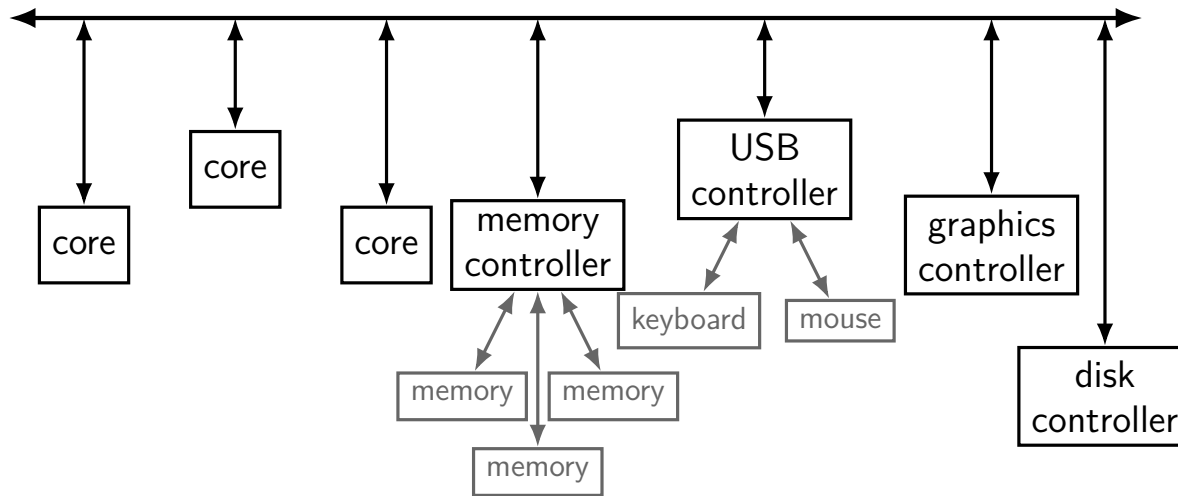 core
core
core
memory
controller
USB
controller
graphics
controller
disk
controller
keyboard
mouse
memory
memory
memory